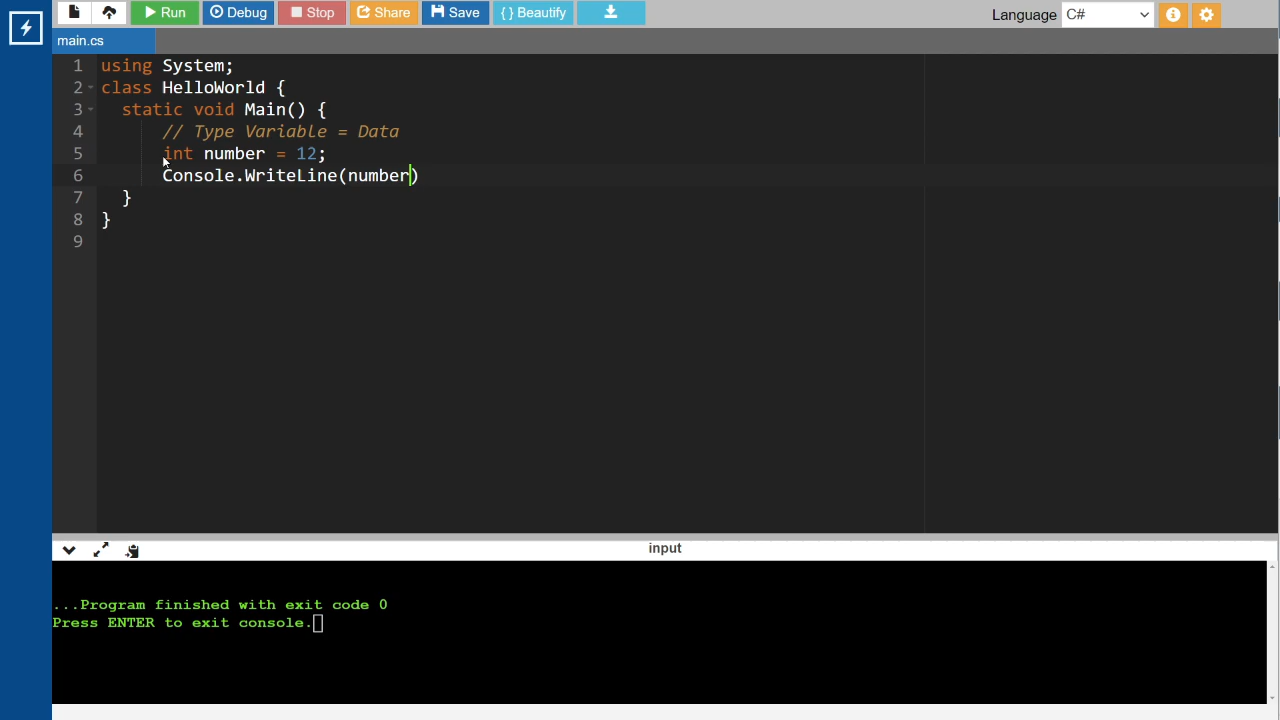 Run Debug Stop Share Save { } Beautify Language C#
main.cs
1 using System;
2 class HelloWorld {
3 static void Main() {
4 // Type Variable = Data
5 int number = 12;
6 Console.WriteLine(number)
7 }
8 }
9
input
...Program finished with exit code 0
Press ENTER to exit console.